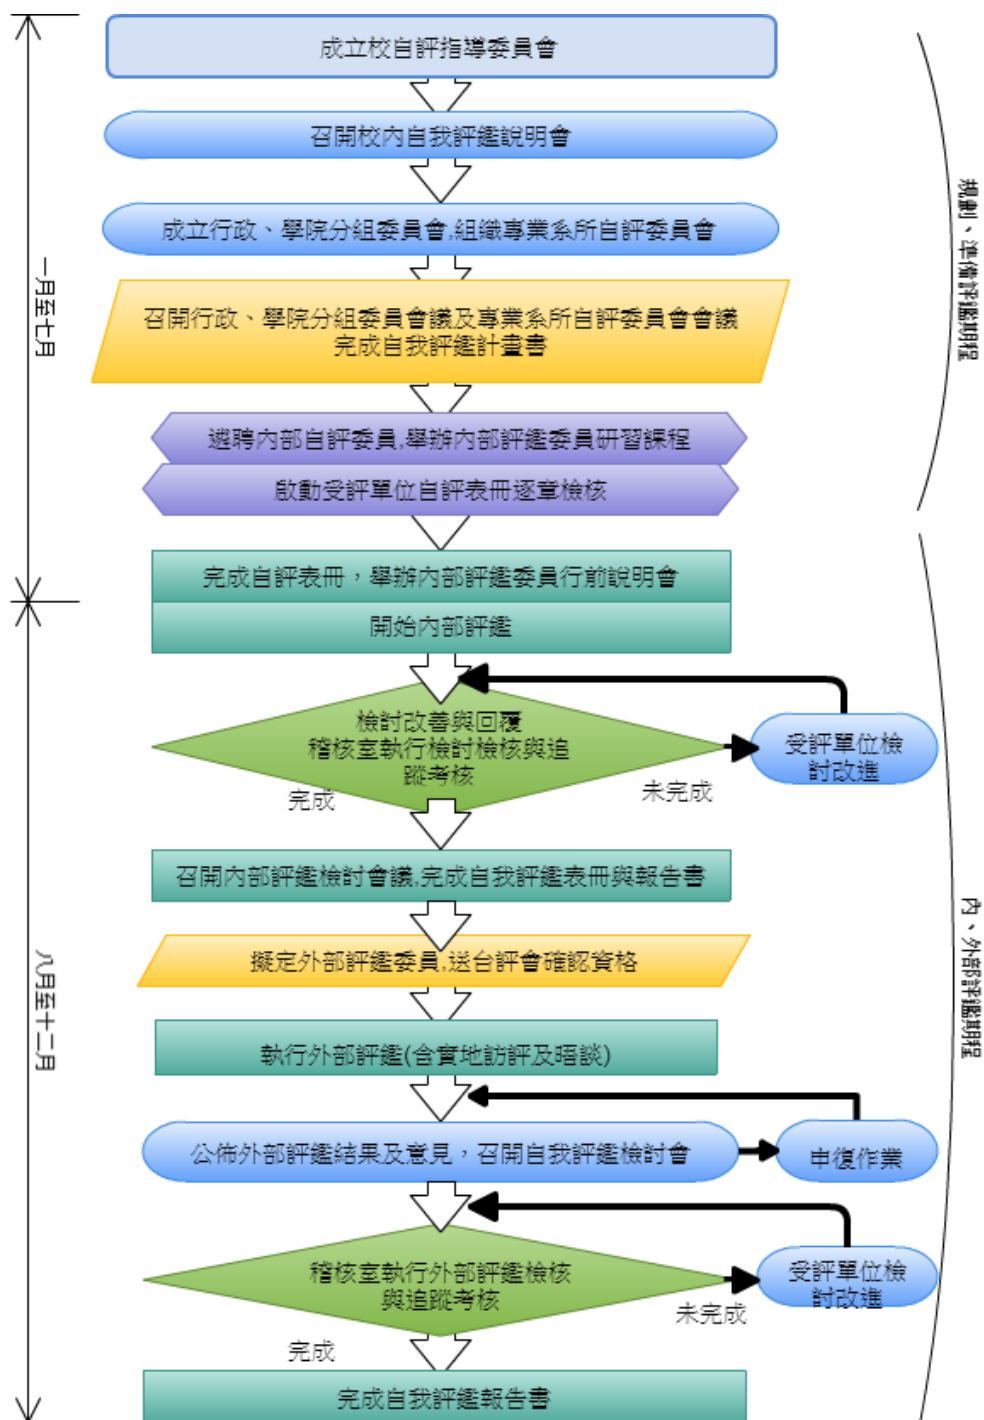 成立校自評指導委員會
召開校內自我評鑑說明會
成立行政、學院分組委員會,組織專業系所自評委員會
召開行政、學院分組委員會議及專業系所自評委員會會議
完成自我評鑑計畫書
遴聘內部自評委員,舉辦內部評鑑委員研習課程
啟動受評單位自評表冊逐章檢核
規劃、準備評鑑期程
一月至七月
完成自評表冊，舉辦內部評鑑委員行前說明會
開始內部評鑑
檢討改善與回覆
稽核室執行檢討檢核與追
蹤考核
受評單位檢
討改進
完成
未完成
召開內部評鑑檢討會議,完成自我評鑑表冊與報告書
擬定外部評鑑委員,送台評會確認資格
執行外部評鑑(含實地訪評及晤談)
公佈外部評鑑結果及意見，召開自我評鑑檢討會
申復作業
內、外部評鑑期程
八月至十二月
稽核室執行外部評鑑檢核
與追蹤考核
受評單位檢
討改進
未完成
完成
完成自我評鑑報告書